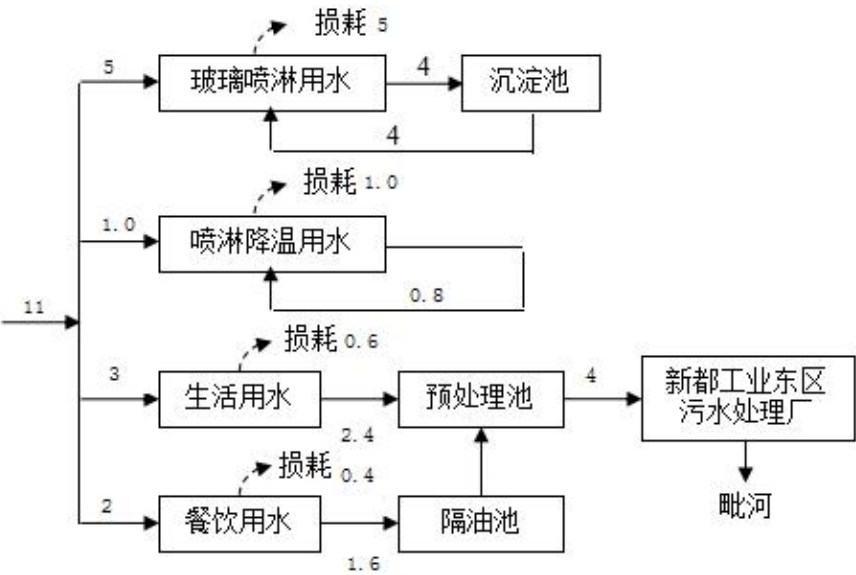 损耗 5
5
玻璃喷淋用水
4
沉淀池
4
损耗 1.0
1.0
喷淋降温用水
0.8
11
损耗 0.6
3
生活用水
2.4
预处理池
4
新都工业东区
污水处理厂
损耗 0.4
2
餐饮用水
1.6
隔油池
毗河